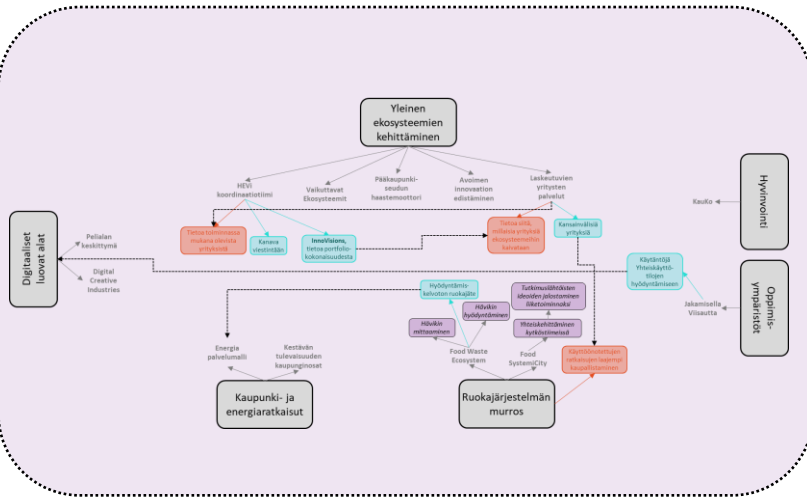 Yleinen
ekosysteemien
kehittäminen
HEVi
koordinaatiotiimi
Vaikuttavat
Ekosysteemit
Pääkaupunki-
seudun
haastemoottori
Avoimen
innovaation
edistäminen
Laskeutuvien
yritysten
palvelut
Tietoa toiminnassa
mukana olevista
yrityksistä
Kanava
viestintään
InnoVisions,
tietoa portfolio-
kokonaisuudesta
Tietoa siitä,
millaisia yrityksiä
ekosysteemeihin
kaivataan
Kansainvälisiä
yrityksiä
Hyvinvointi
KauKo
Digitaaliset
luovat alat
Pelialan
keskittymä
Digital
Creative
Industries
Käytäntöjä
Yhteiskäyttö-
tilojen
hyödyntämiseen
Jakamisella
Viisautta
Oppimis-
ympäristöt
Hyödyntämis-
kelvoton ruokajäte
Hävikin
mittaaminen
Hävikin
hyödyntäminen
Tutkimuslähtöisten
ideoiden jalostaminen
liiketoiminnaksi
Yhteiskehittäminen
kytköstiimeissä
Energia
palvelumalli
Kestävän
tulevaisuuden
kaupunginosat
Food Waste
Ecosystem
Food
SystemiCity
Käyttöönotettujen
ratkaisujen laajempi
kaupallistaminen
Kaupunki- ja
energiaratkaisut
Ruokajärjestelmän
murros